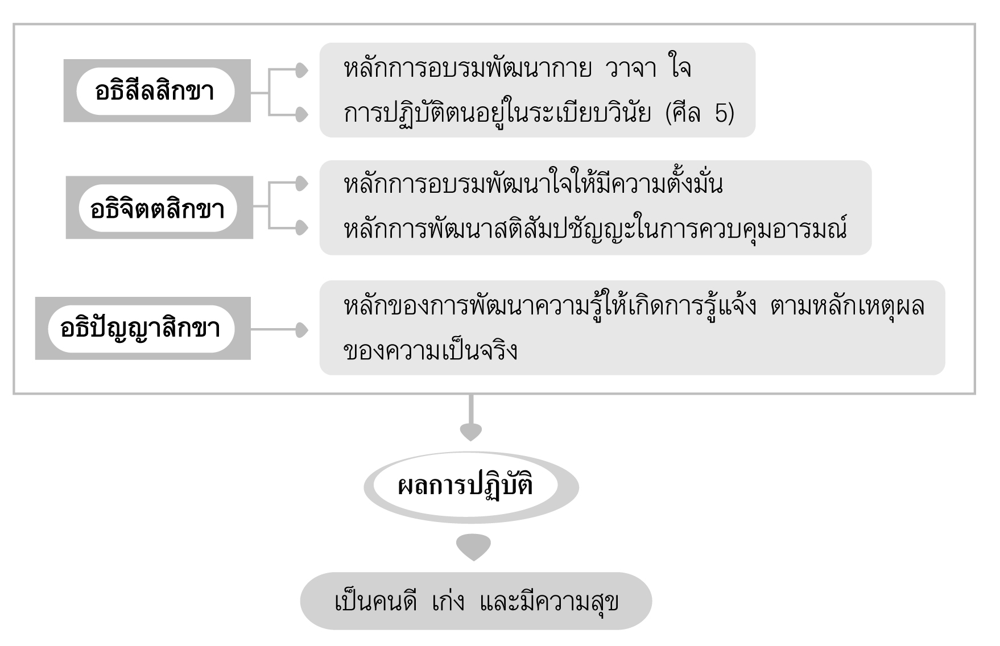 อธิสีลสิกขา
หลักการอบรมพัฒนากาย วาจา ใจ
การปฏิบัติตนอยู่ในระเบียบวินัย (ศีล 5)
อธิจิตตสิกขา
หลักการอบรมพัฒนาใจให้มีความตั้งมั่น
หลักการพัฒนาสติสัมปชัญญะในการควบคุมอารมณ์
อธิปัญญาสิกขา
หลักของการพัฒนาความรู้ให้เกิดการรู้แจ้ง ตามหลักเหตุผล
ของความเป็นจริง
ผลการปฏิบัติ
เป็นคนดี เก่ง และมีความสุข